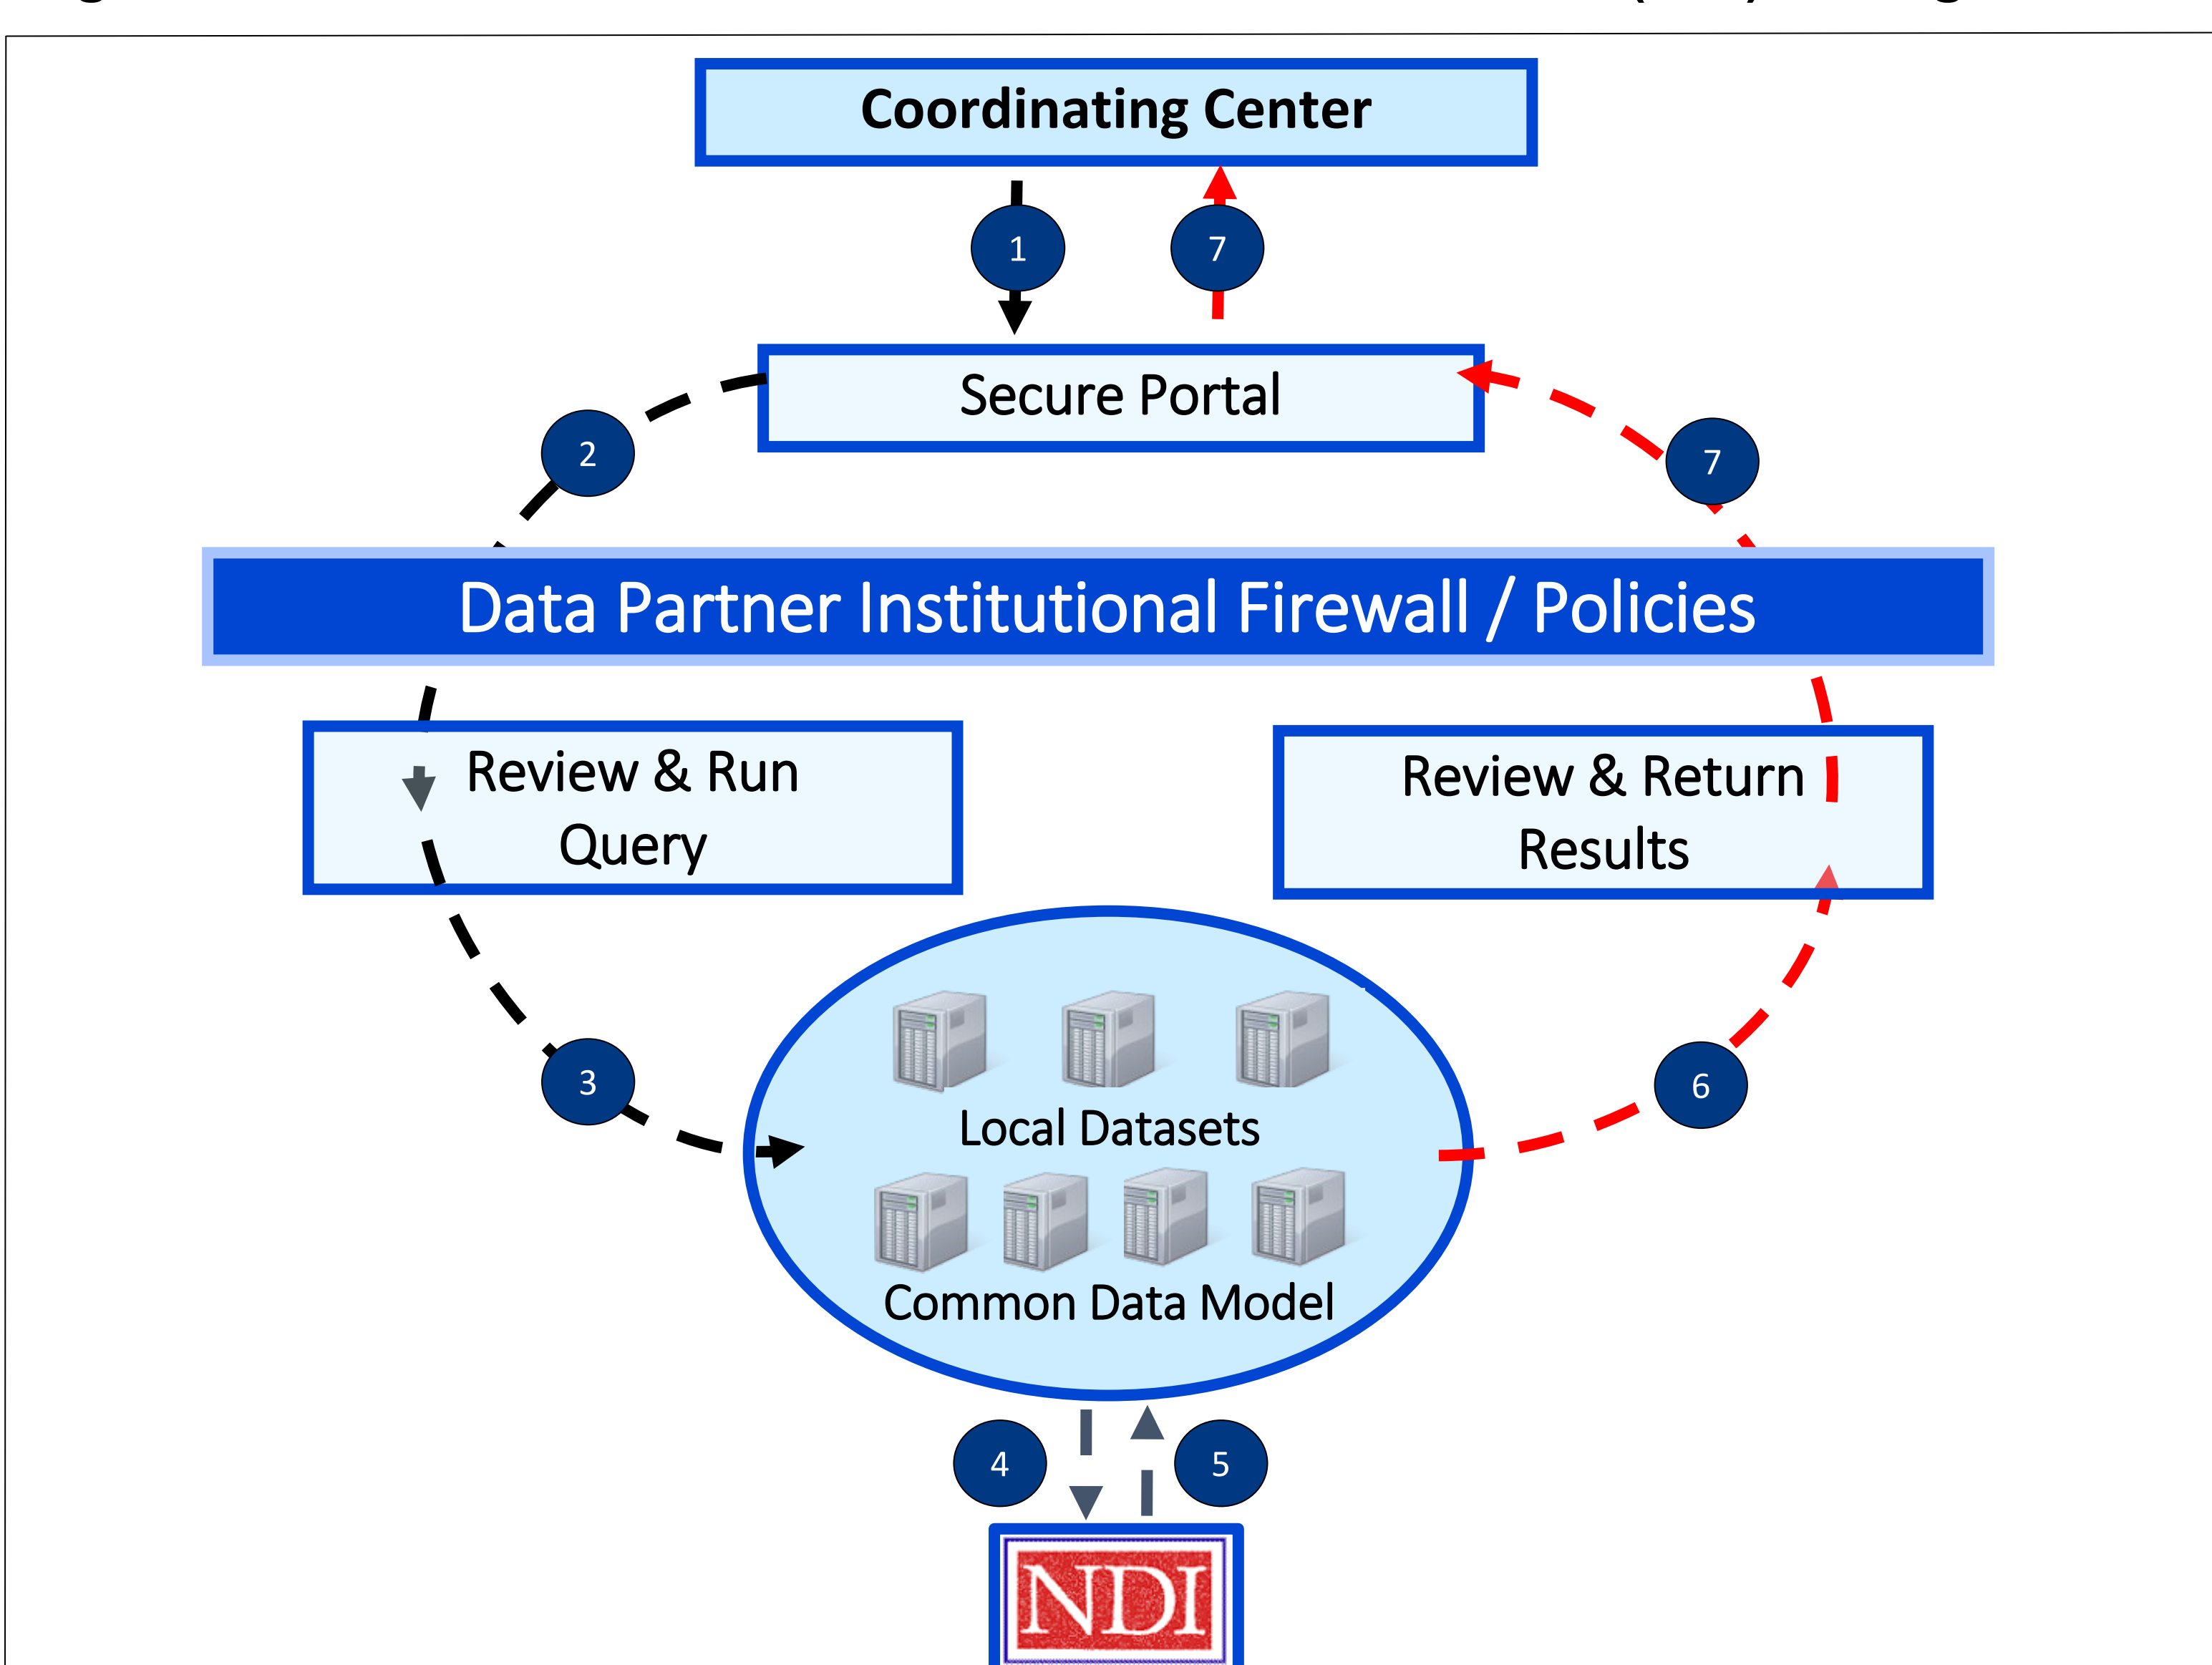 Coordinating Center
1
7
Secure Portal
2
7
Data Partner Institutional Firewall / Policies
Review & Run
Query
Review & Return
Results
Local Datasets
3
6
Common Data Model
4
5
NDI